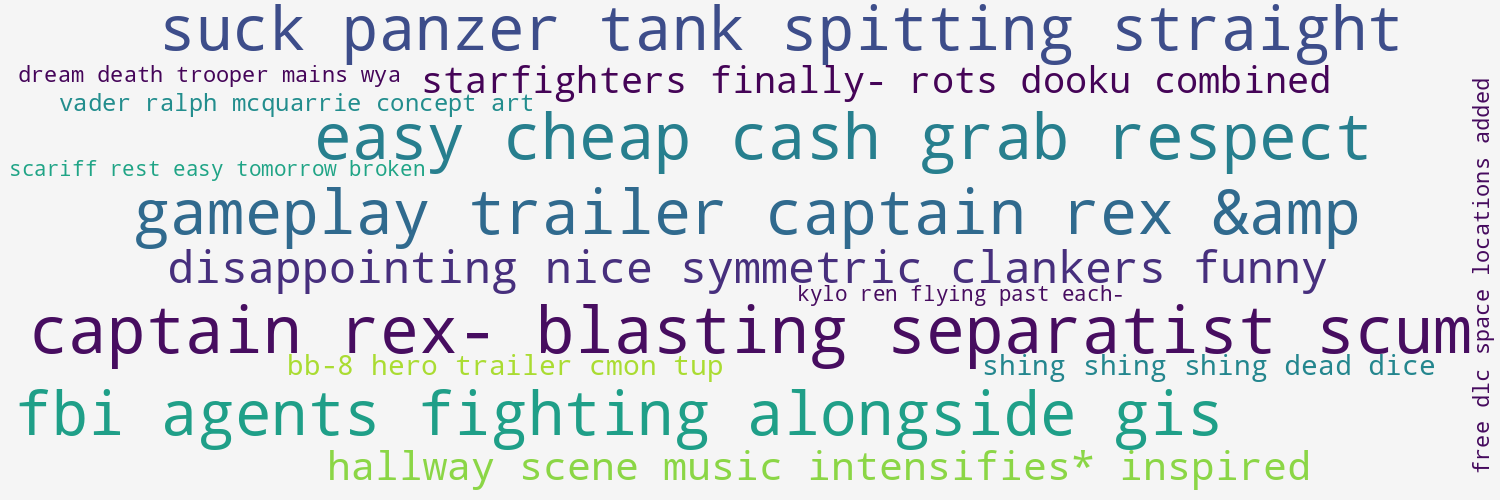 suck panzer tank spitting straight
dream death trooper mains wya
starfighters finally- rots dooku combined
vader ralph mcquarrie concept art
easy cheap cash grab respect
scariff rest easy tomorrow broken
gameplay trailer captain rex &amp
disappointing nice symmetric clankers funny
kylo ren flying past each-
captain rex- blasting separatist scum
bb-8 hero trailer cmon tup
shing shing shing dead dice
fbi agents fighting alongside gis
hallway scene music intensifies* inspired
free dlc space locations added